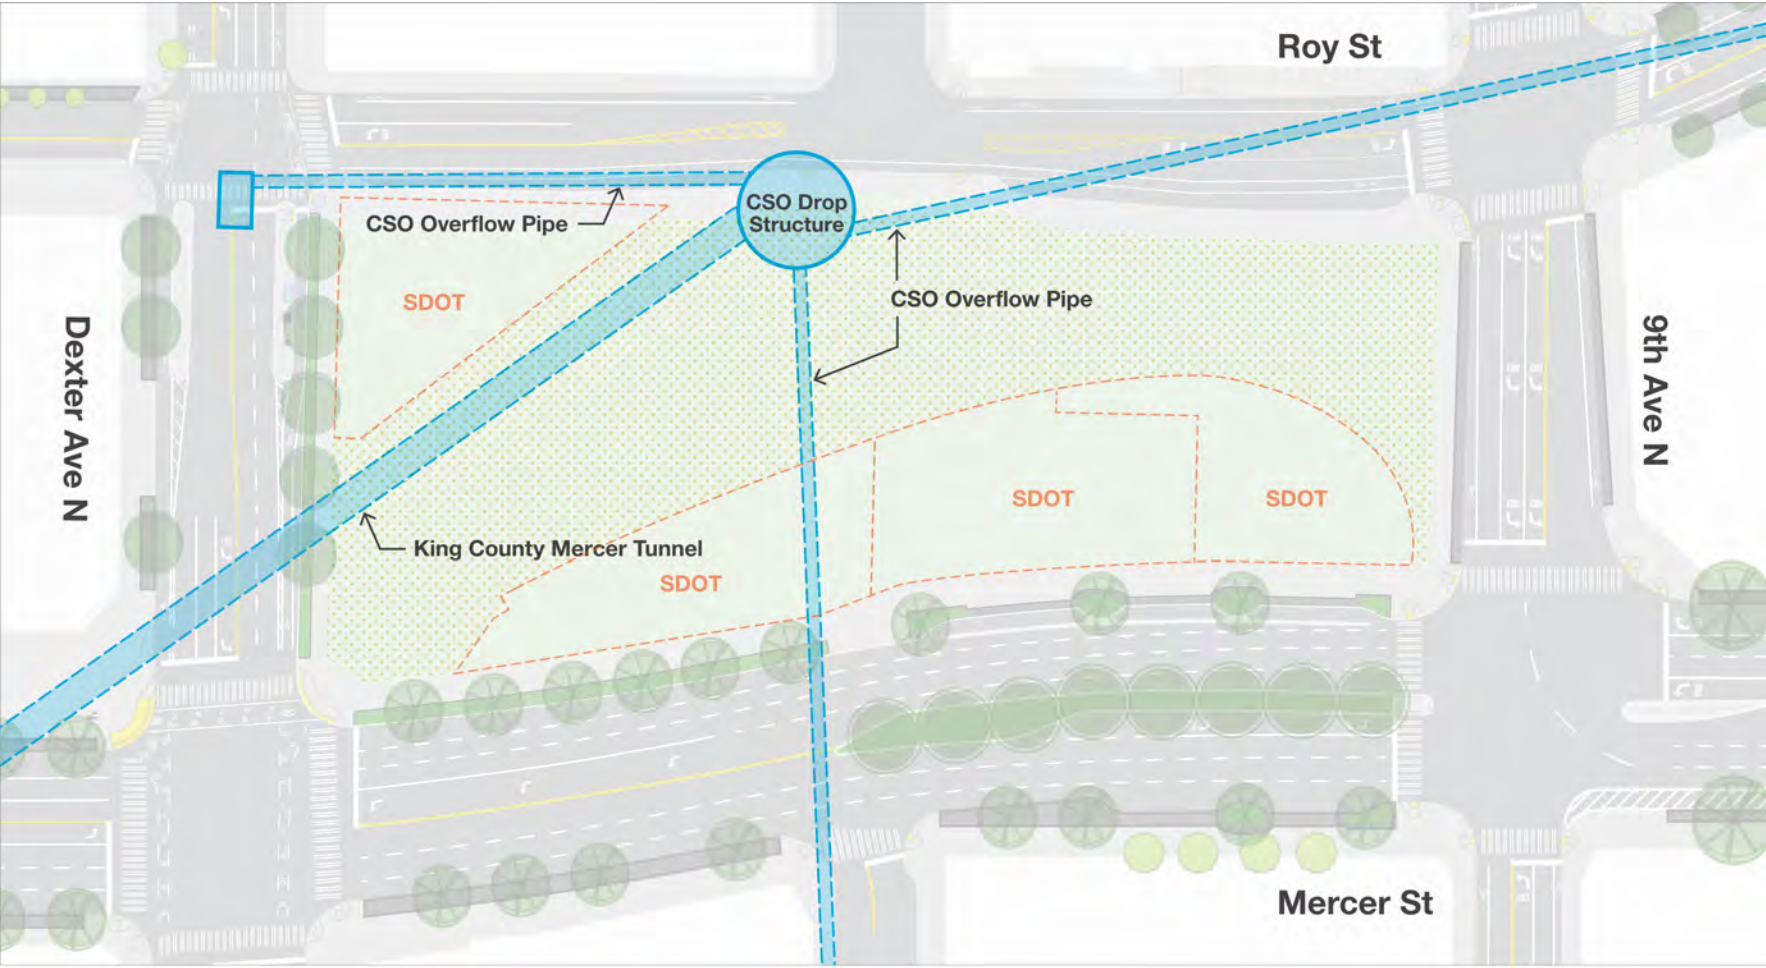 Roy St
CSO Drop
Structure
CSO Overflow Pipe
SDOT
CSO Overflow Pipe
Dexter Ave N
9th Ave N
SDOT
SDOT
King County Mercer Tunnel
SDOT
Mercer St